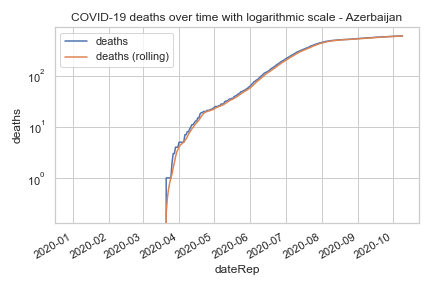 COVID-19 deaths over time with logarithmic scale - Azerbaijan
deaths
deaths (rolling)
10²
10¹
10⁰
deaths
2020-01
2020-02
2020-03
2020-04
2020-05
2020-06
2020-07
2020-08
2020-09
2020-10
dateRep